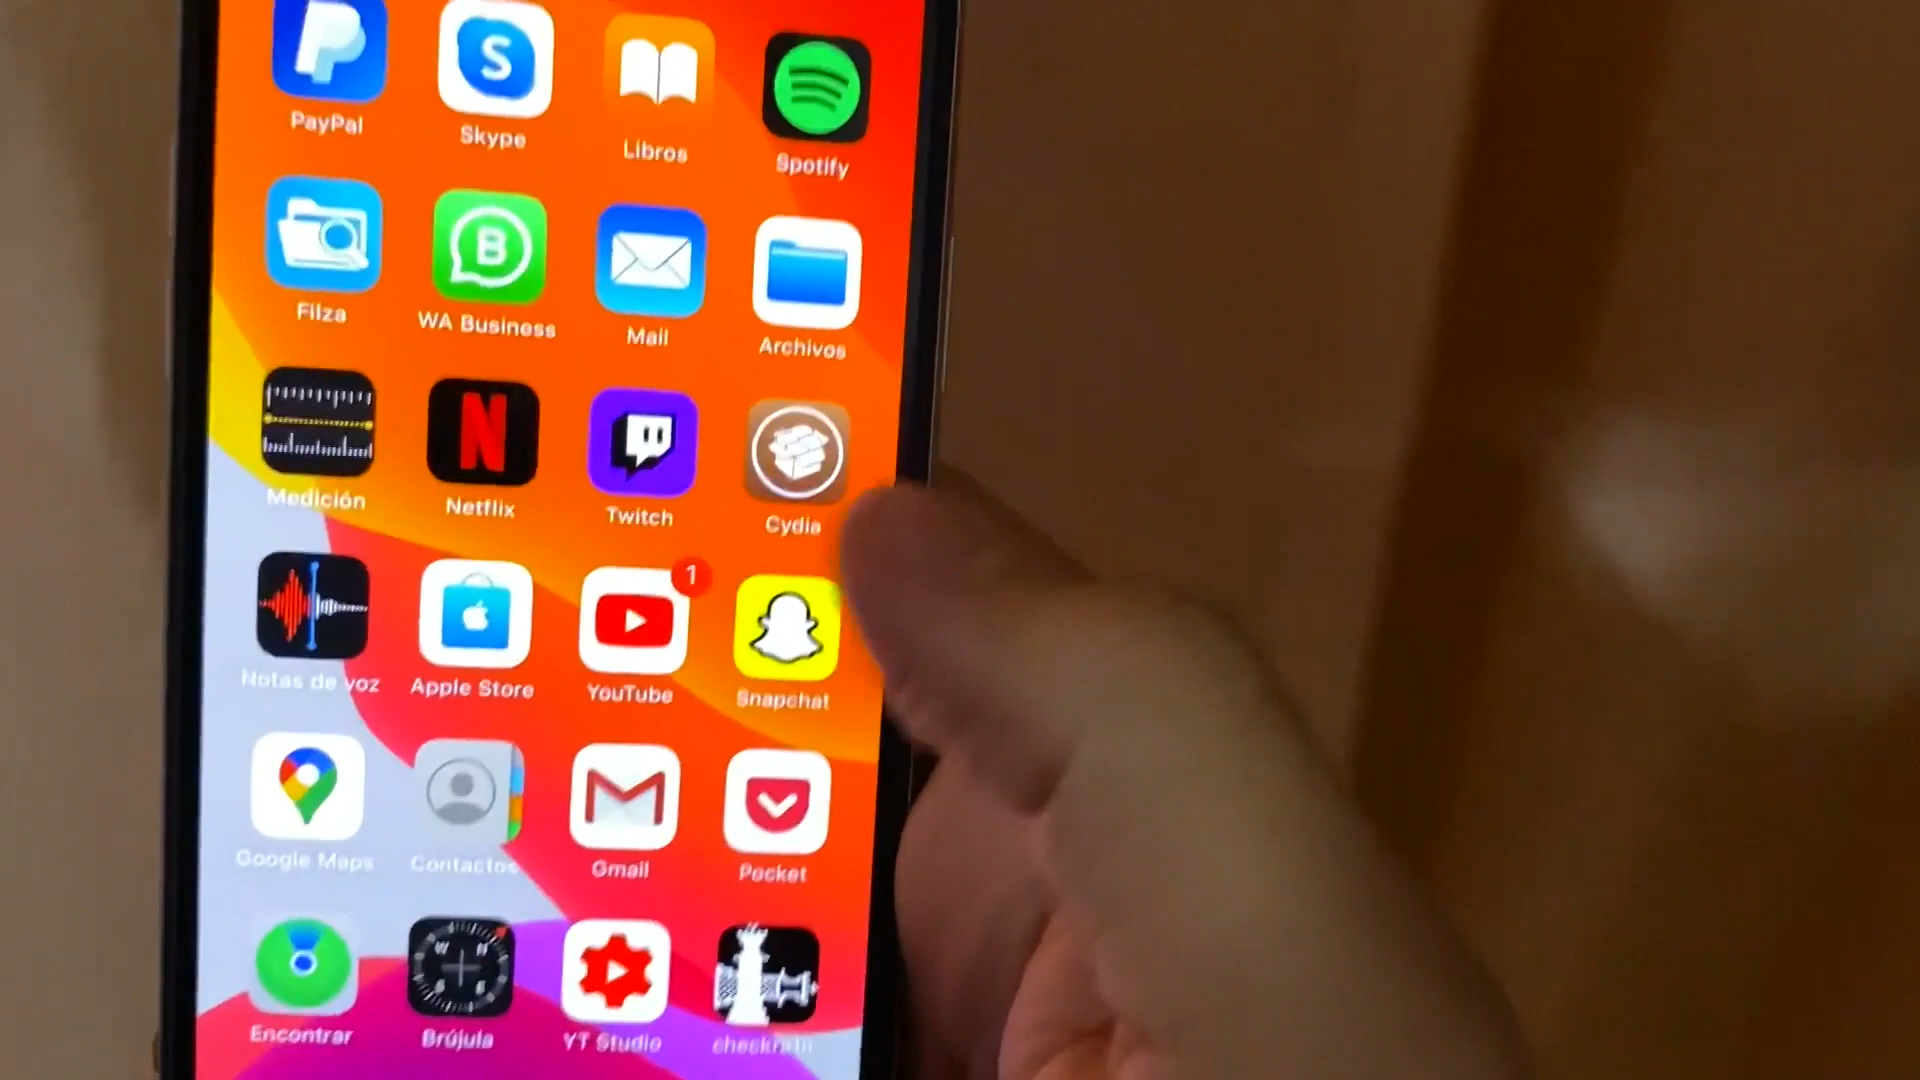 PayPal
Skype
Libros
Spotify
Filza
WA Business
Mail
Archivos
Medición
Netflix
Twitch
Cydia
1
Notas de voz
Apple Store
YouTube
Snapchat
Google Maps
Contactos
Gmail
Pocket
W N
Encontrar
Brújula
YT Studio
checkra1n